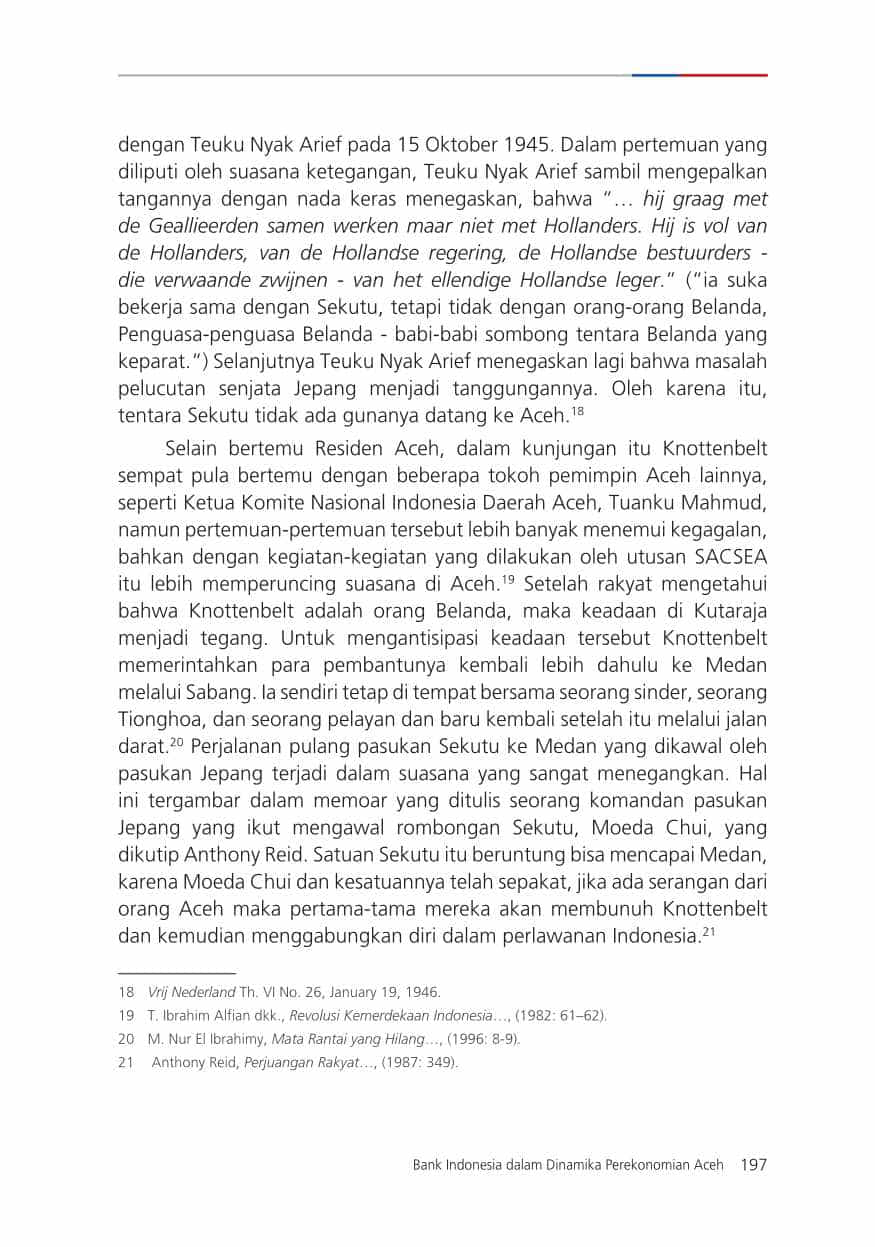 dengan Teuku Nyak Arief pada 15 Oktober 1945. Dalam pertemuan yang
diliputi oleh suasana ketegangan, Teuku Nyak Arief sambil mengepalkan
tangannya dengan nada keras menegaskan, bahwa “… hij graag met
de Geallieerden samen werken maar niet met Hollanders. Hij is vol van
de Hollanders, van de Hollandse regering, de Hollandse bestuurders -
die verwaande zwijnen - van het ellendige Hollandse leger.” (“ia suka
bekerja sama dengan Sekutu, tetapi tidak dengan orang-orang Belanda,
Penguasa-penguasa Belanda - babi-babi sombong tentara Belanda yang
keparat.”) Selanjutnya Teuku Nyak Arief menegaskan lagi bahwa masalah
pelucutan senjata Jepang menjadi tanggungannya. Oleh karena itu,
tentara Sekutu tidak ada gunanya datang ke Aceh.18
Selain bertemu Residen Aceh, dalam kunjungan itu Knottenbelt
sempat pula bertemu dengan beberapa tokoh pemimpin Aceh lainnya,
seperti Ketua Komite Nasional Indonesia Daerah Aceh, Tuanku Mahmud,
namun pertemuan-pertemuan tersebut lebih banyak menemui kegagalan,
bahkan dengan kegiatan-kegiatan yang dilakukan oleh utusan SACSEA
itu lebih memperuncing suasana di Aceh.19 Setelah rakyat mengetahui
bahwa Knottenbelt adalah orang Belanda, maka keadaan di Kutaraja
menjadi tegang. Untuk mengantisipasi keadaan tersebut Knottenbelt
memerintahkan para pembantunya kembali lebih dahulu ke Medan
melalui Sabang. Ia sendiri tetap di tempat bersama seorang sinder, seorang
Tionghoa, dan seorang pelayan dan baru kembali setelah itu melalui jalan
darat.20 Perjalanan pulang pasukan Sekutu ke Medan yang dikawal oleh
pasukan Jepang terjadi dalam suasana yang sangat menegangkan. Hal
ini tergambar dalam memoar yang ditulis seorang komandan pasukan
Jepang yang ikut mengawal rombongan Sekutu, Moeda Chui, yang
dikutip Anthony Reid. Satuan Sekutu itu beruntung bisa mencapai Medan,
karena Moeda Chui dan kesatuannya telah sepakat, jika ada serangan dari
orang Aceh maka pertama-tama mereka akan membunuh Knottenbelt
dan kemudian menggabungkan diri dalam perlawanan Indonesia.21
18 Vrij Nederland Th. VI No. 26, January 19, 1946.
19 T. Ibrahim Alfian dkk., Revolusi Kemerdekaan Indonesia…, (1982: 61–62).
20 M. Nur El Ibrahimy, Mata Rantai yang Hilang…, (1996: 8-9).
21 Anthony Reid, Perjuangan Rakyat…, (1987: 349).
Bank Indonesia dalam Dinamika Perekonomian Aceh 197